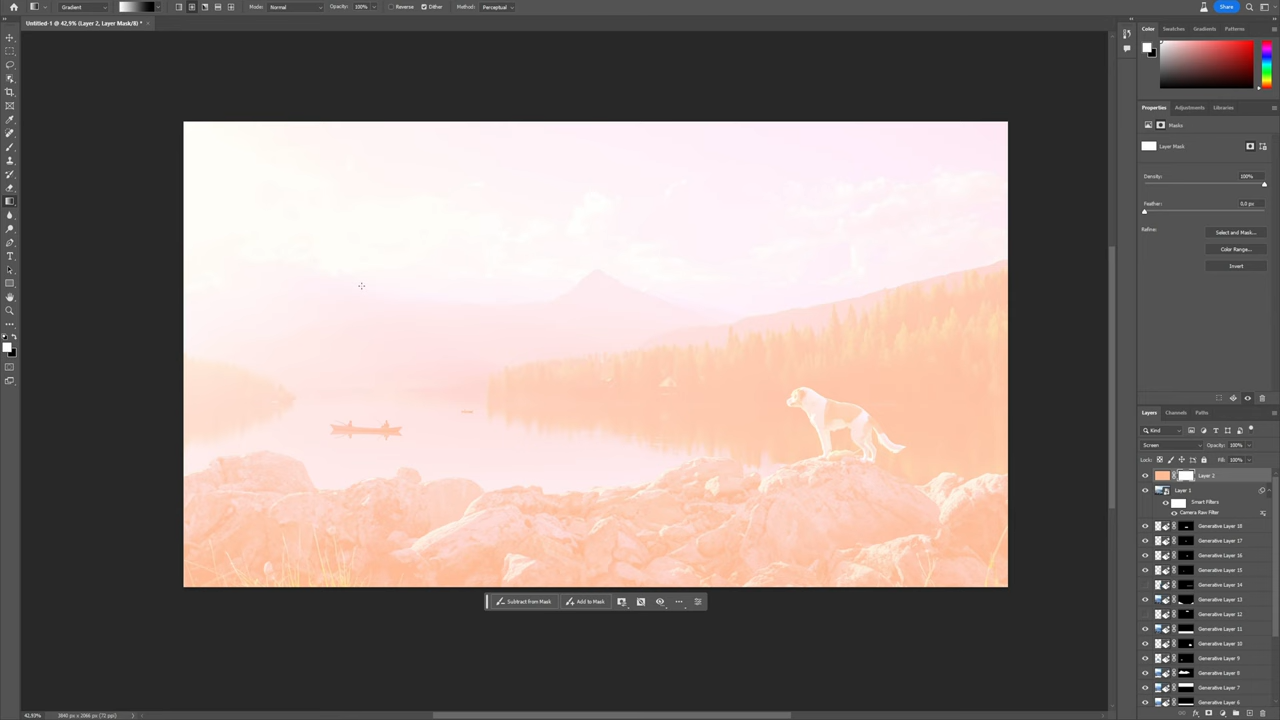 Gradient
Mode: Normal
Opacity: 100%
Reverse
Dither
Method: Perceptual
Share
Untitled-1 @ 42,9% (Layer 2, Layer Mask/8) *
Color Swatches Gradients Patterns
Properties Adjustments Libraries
Masks
Layer Mask
Density: 100%
Feather: 0,0 px
Refine:
Select and Mask...
Color Range...
Invert
Layers Channels Paths
Kind
Screen Opacity: 100%
Lock: Fill: 100%
Layer 2
Layer 1
Smart Filters
Camera Raw Filter
Generative Layer 18
Generative Layer 17
Generative Layer 16
Generative Layer 15
Generative Layer 14
Generative Layer 13
Generative Layer 12
Generative Layer 11
Generative Layer 10
Generative Layer 9
Generative Layer 8
Generative Layer 7
Generative Layer 6
Subtract from Mask
Add to Mask
42,93% 3840 px x 2066 px (72 ppi)